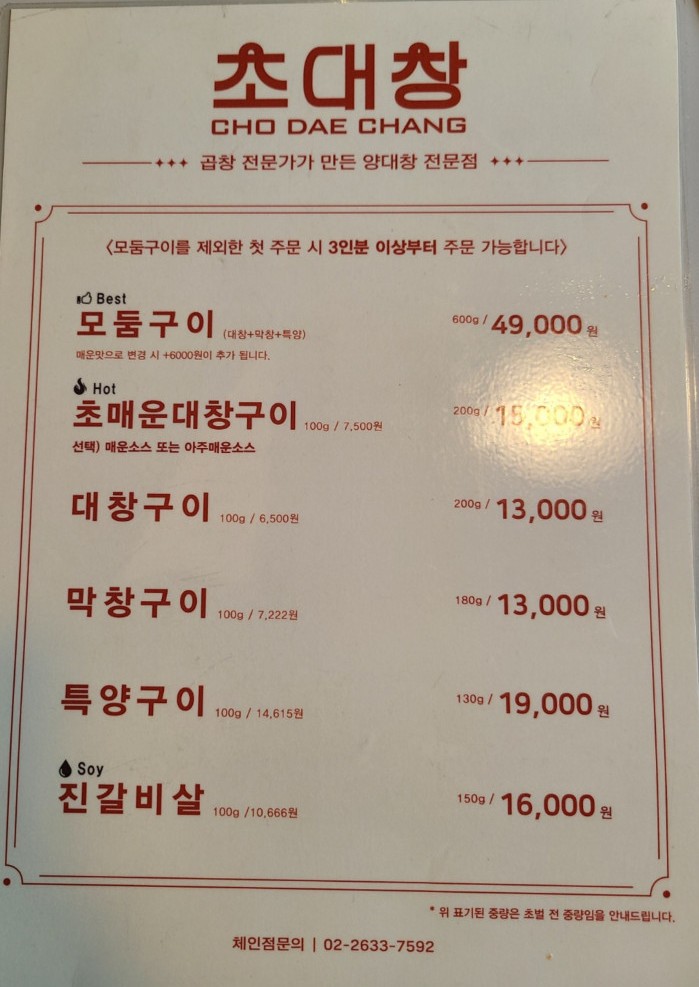 초대창
CHO DAE CHANG
곱창 전문가가 만든 양대창 전문점
〈모둠구이를 제외한 첫 주문 시 3인분 이상부터 주문 가능합니다〉
Best
모둠구이 (대창+막창+특양) 600g / 49,000 원
매운맛으로 변경 시 +6000원이 추가 됩니다.
Hot
초매운대창구이 100g / 7,500원 200g / 15,000 원
선택) 매운소스 또는 아주매운소스
대창구이 100g / 6,500원 200g / 13,000 원
막창구이 100g / 7,222원 180g / 13,000 원
특양구이 100g / 14,615원 130g / 19,000 원
Soy
진갈비살 100g /10,666원 150g / 16,000 원
* 위 표기된 중량은 초벌 전 중량임을 안내드립니다.
체인점문의 | 02-2633-7592